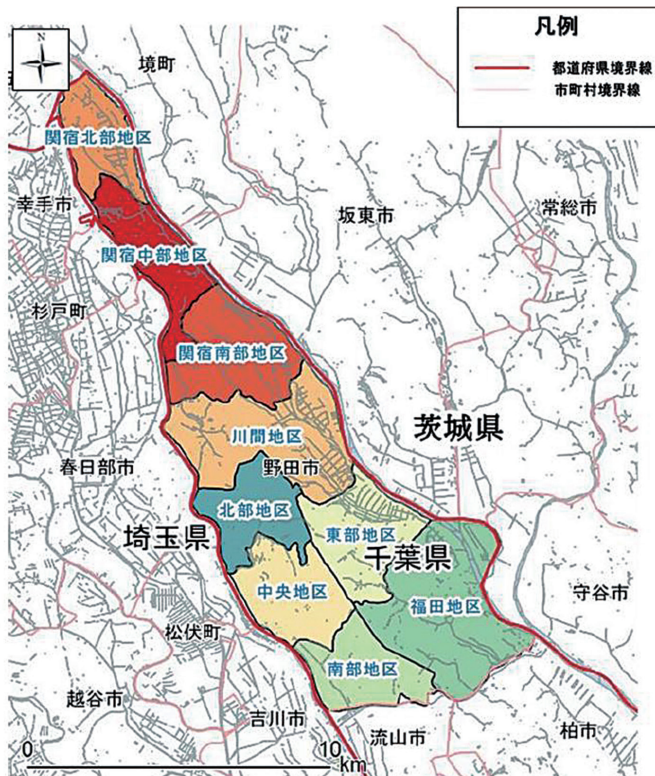 凡例
都道府県境界線
市町村境界線
N
境町
関宿北部地区
幸手市
坂東市
常総市
関宿中部地区
杉戸町
関宿南部地区
茨城県
川間地区
春日部市
野田市
北部地区
埼玉県
東部地区
千葉県
中央地区
福田地区
守谷市
松伏町
南部地区
越谷市
吉川市
流山市
柏市
0
10
km